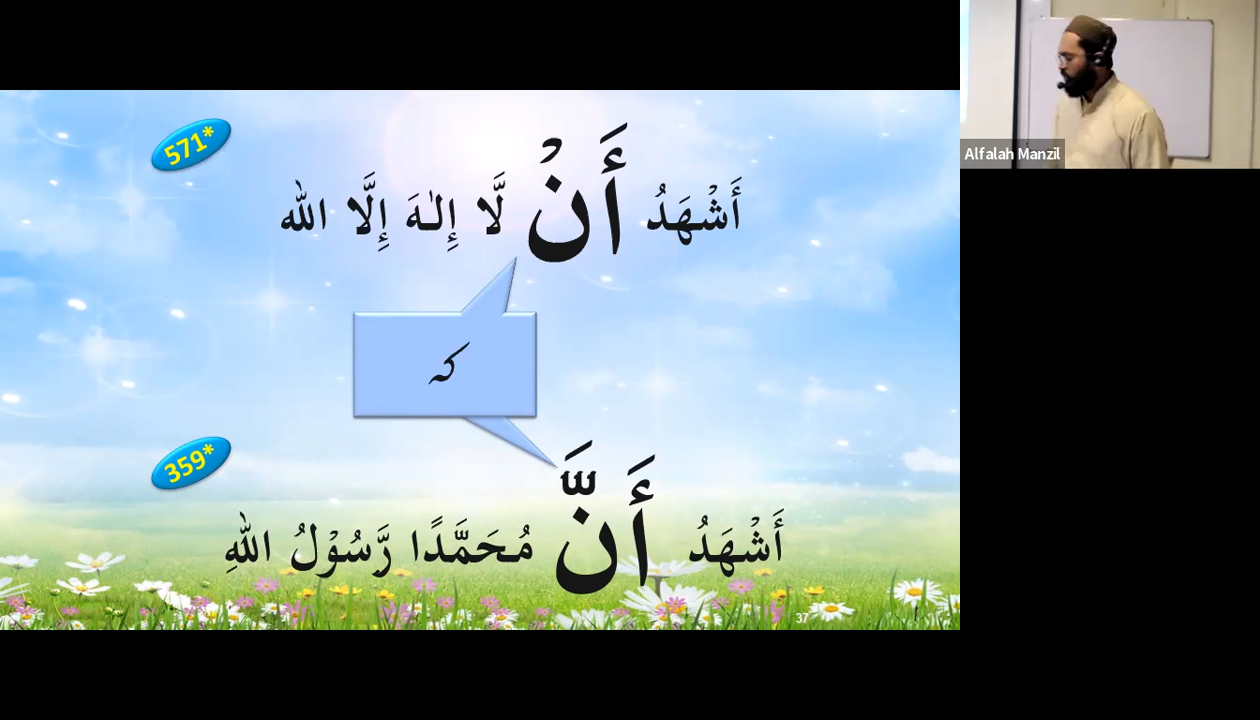 571*
أَشْهَدُ أَنْ لَّا إِلٰهَ إِلَّا الله
Alfalah Manzil
کہ
359*
أَشْهَدُ أَنَّ مُحَمَّدًا رَّسُوْلُ اللهِ
37